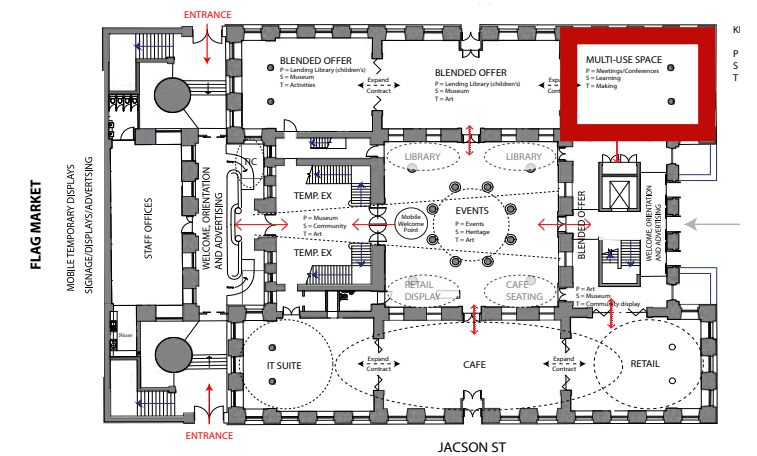 ENTRANCE
KI
P
S
T
BLENDED OFFER
P = Lending Library (children's)
S = Museum
T = Activities
Expand
Contract
BLENDED OFFER
P = Lending Library (children's)
S = Museum
T = Art
MULTI-USE SPACE
P = Meetings/Conferences
S = Learning
T = Making
FLAG MARKET
MOBILE TEMPORARY DISPLAYS
SIGNAGE/DISPLAYS/ADVERTISING
STAFF OFFICES
WELCOME, ORIENTATION
AND ADVERTISING
LIBRARY
LIBRARY
TEMP. EX
P = Museum
S = Community
T = Art
TEMP. EX
Mobile
Welcome
Point
EVENTS
P = Events
S = Heritage
T = Art
BLENDED OFFER
P = Art
S = Museum
T = Community display
WELCOME, ORIENTATION
AND ADVERTISING
RETAIL
DISPLAY
CAFE
SEATING
Store
IT SUITE
Expand
Contract
CAFE
Expand
Contract
RETAIL
ENTRANCE
JACSON ST